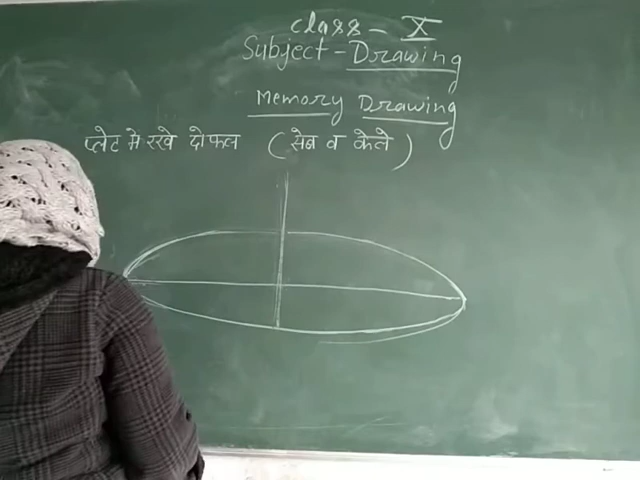 Class - X
Subject - Drawing
Memory Drawing
प्लेट में रखे दो फल (सेब व केले)